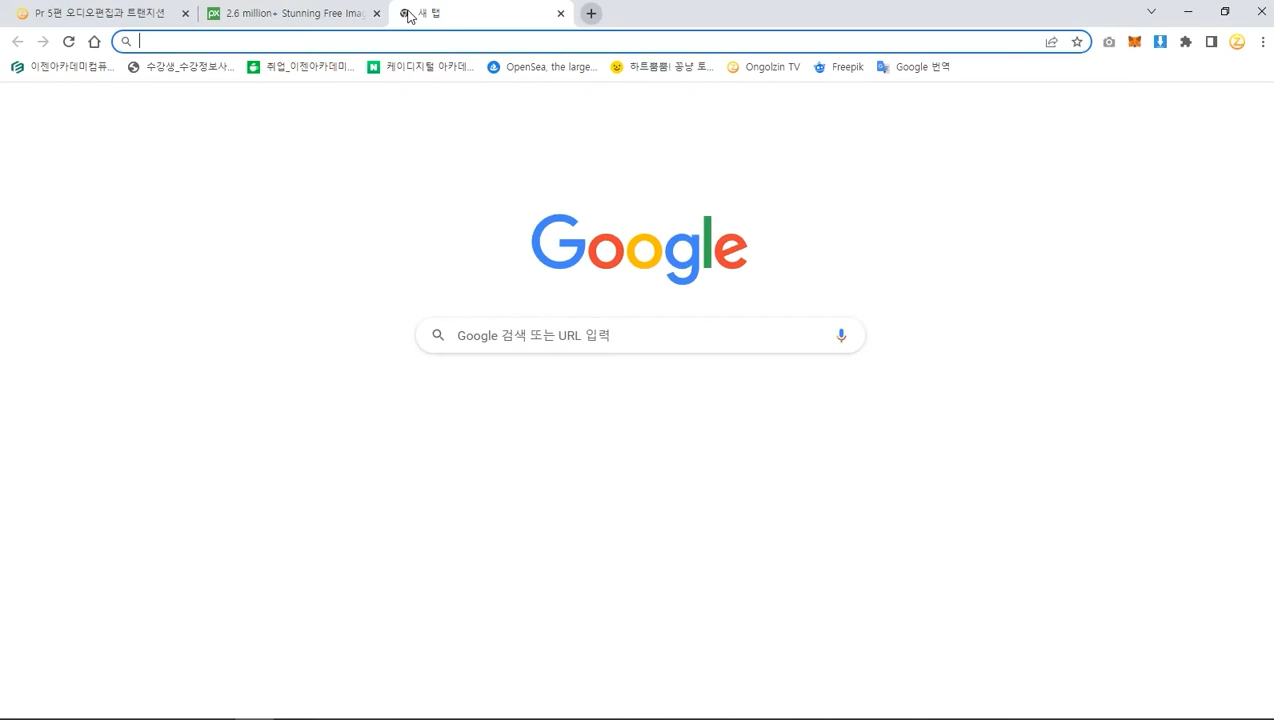 Pr 5편 오디오편집과 트랜지션
2.6 million+ Stunning Free Imag
새 탭
이젠아카데미컴퓨...
수강생_수강정보사...
취업_이젠아카데미...
케이디지털 아카데...
OpenSea, the large...
하트뿜뿜! 꽁냥 토...
Ongolzin TV
Freepik
Google 번역
Google
Google 검색 또는 URL 입력